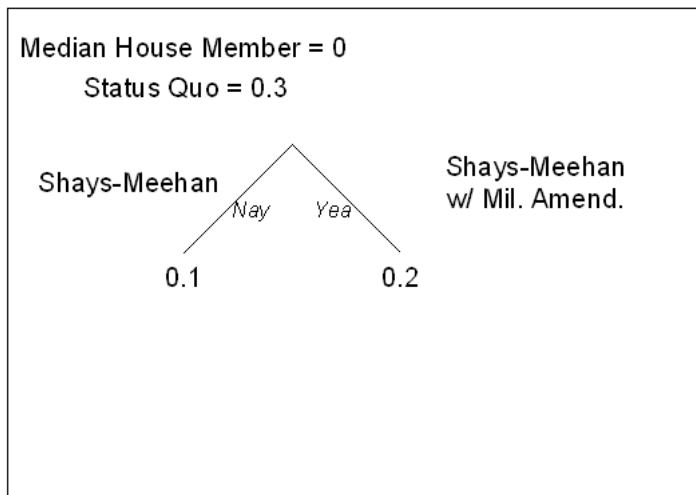 Median House Member = 0
Status Quo = 0.3
Shays-Meehan
Nay
Yea
Shays-Meehan
w/ Mil. Amend.
0.1
0.2